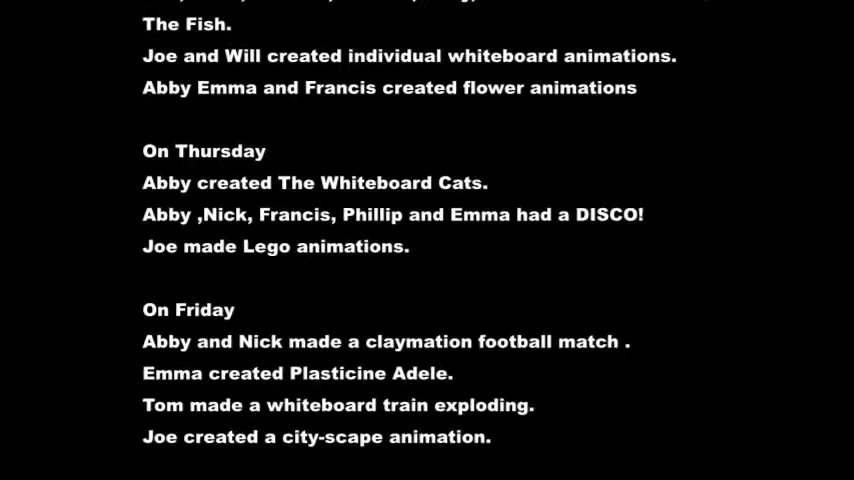 The Fish.
Joe and Will created individual whiteboard animations.
Abby Emma and Francis created flower animations
On Thursday
Abby created The Whiteboard Cats.
Abby ,Nick, Francis, Phillip and Emma had a DISCO!
Joe made Lego animations.
On Friday
Abby and Nick made a claymation football match .
Emma created Plasticine Adele.
Tom made a whiteboard train exploding.
Joe created a city-scape animation.